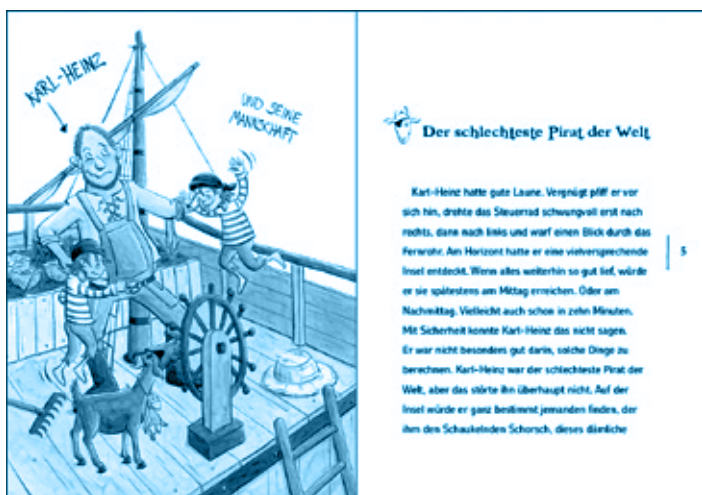 KARL-HEINZ
UND SEINE
MANNSCHAFT
Der schlechteste Pirat der Welt
Karl-Heinz hatte gute Laune. Vergnügt pfiff er vor
sich hin, drehte das Steuerrad schwungvoll erst nach
rechts, dann nach links und warf einen Blick durch das
Fernrohr. Am Horizont hatte er eine vielversprechende
Insel entdeckt. Wenn alles weiterhin so gut lief, würde
er sie spätestens am Mittag erreichen. Oder am
Nachmittag. Vielleicht auch schon in zehn Minuten.
Mit Sicherheit konnte Karl-Heinz das nicht sagen.
Er war nicht besonders gut darin, solche Dinge zu
berechnen. Karl-Heinz war der schlechteste Pirat der
Welt, aber das störte ihn überhaupt nicht. Auf der
Insel würde er ganz bestimmt jemanden finden, der
ihm den Schaukelnden Schorsch, dieses dämliche
5